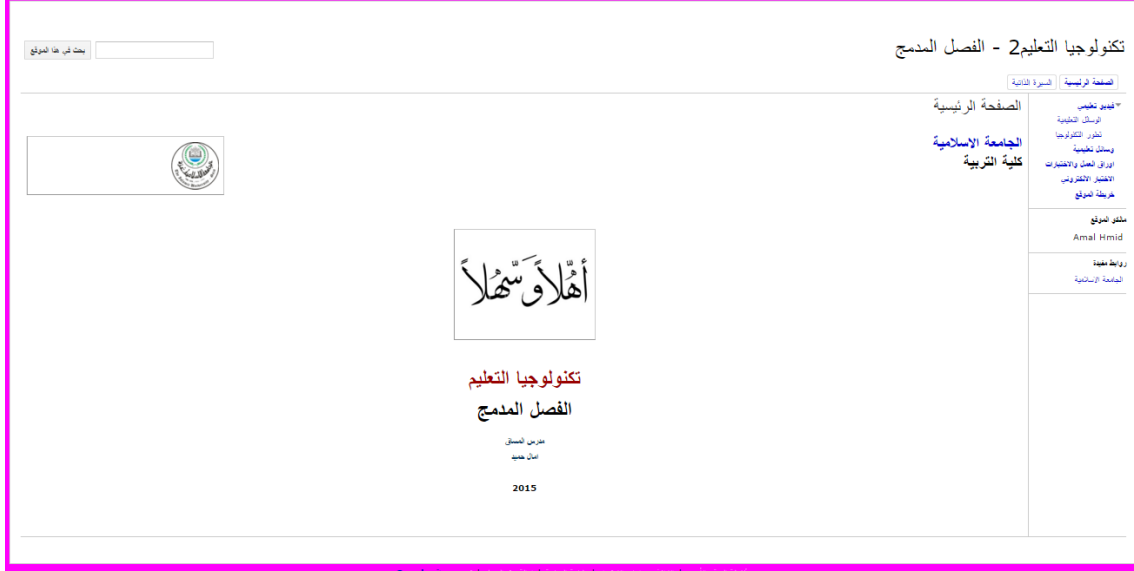 تكنولوجيا التعليم2 - الفصل المدمج
بحث في هذا الموقع
الصفحة الرئيسية
السيرة الذاتية
فيديو تعليمي
الوسائل التعليمية
تطور التكنولوجيا
وسائل تعليمية
اوراق العمل والاختبارات
الاختبار الالكتروني
خريطة الموقع
مالكو الموقع
Amal Hmid
روابط مفيدة
الجامعة الإسلامية
الصفحة الرئيسية
الجامعة الاسلامية
كلية التربية
أهلاً وسهلاً
تكنولوجيا التعليم
الفصل المدمج
مدرس المساق
امال حميد
2015